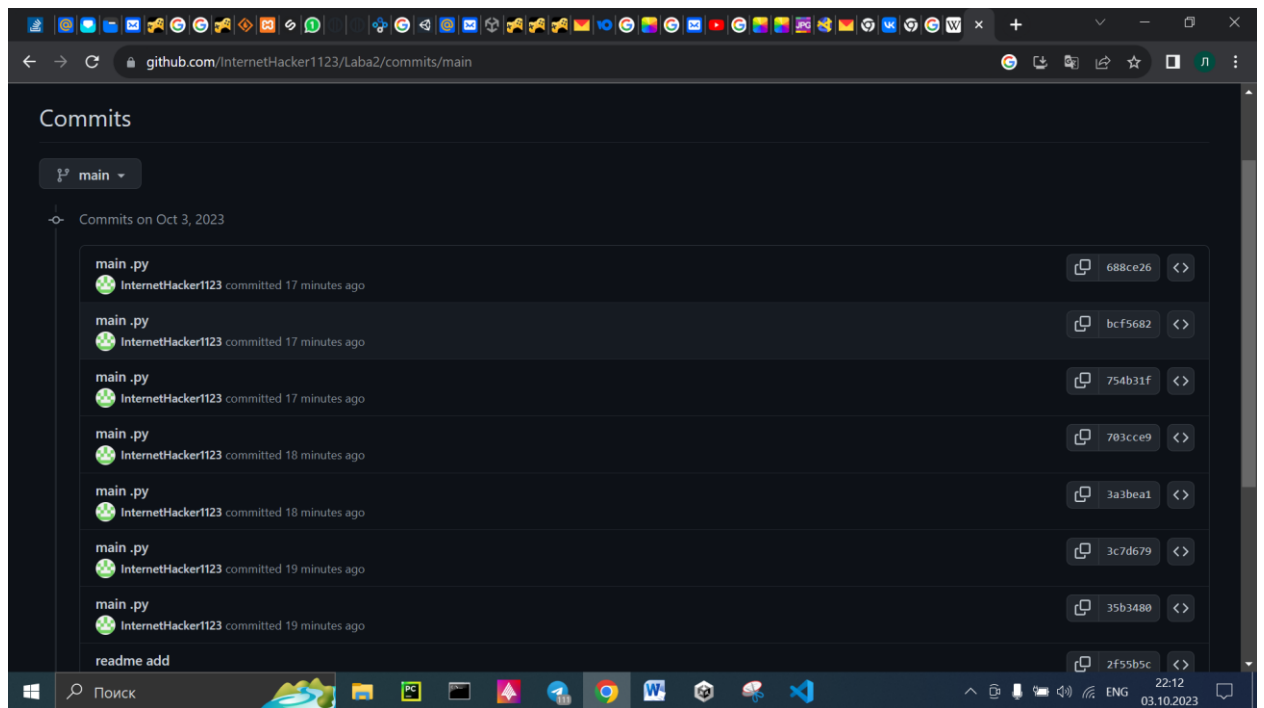 github.com/InternetHacker1123/Laba2/commits/main
Л
Commits
main
Commits on Oct 3, 2023
main .py
688ce26
InternetHacker1123 committed 17 minutes ago
main .py
bcf5682
InternetHacker1123 committed 17 minutes ago
main .py
754b31f
InternetHacker1123 committed 17 minutes ago
main .py
703cce9
InternetHacker1123 committed 18 minutes ago
main .py
3a3bea1
InternetHacker1123 committed 18 minutes ago
main .py
3c7d679
InternetHacker1123 committed 19 minutes ago
main .py
35b3480
InternetHacker1123 committed 19 minutes ago
readme add
2f55b5c
Поиск
ENG
22:12
03.10.2023